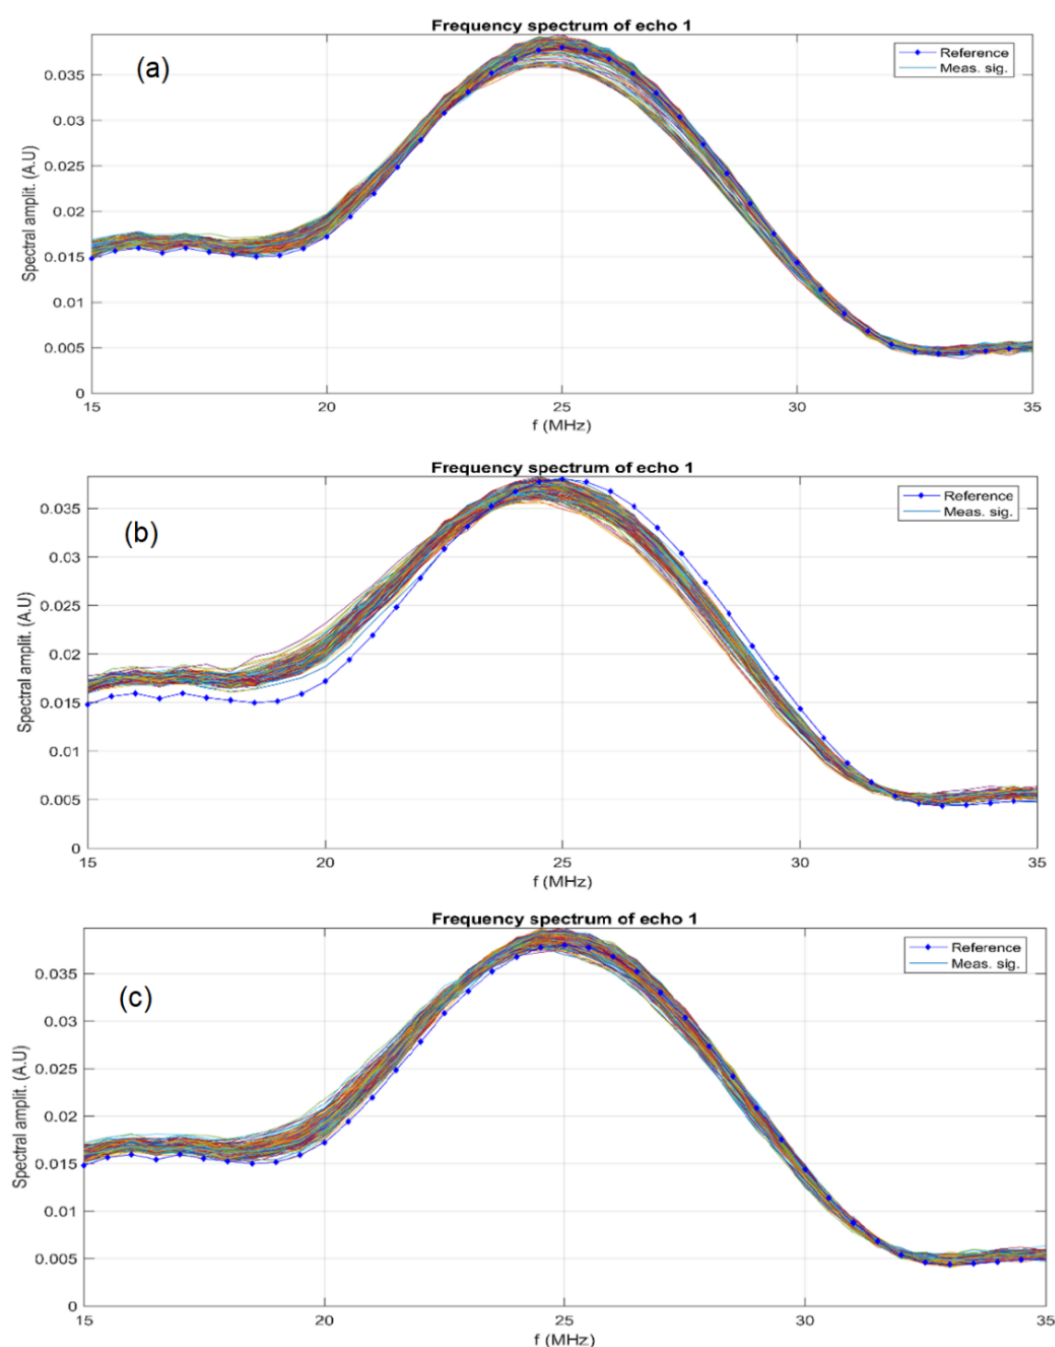 Frequency spectrum of echo 1
(a)
Reference
Meas. sig.
0.035
0.03
0.025
0.02
0.015
0.01
0.005
0
Spectral amplit. (A.U)
15 20 25 30 35
f (MHz)
Frequency spectrum of echo 1
(b)
Reference
Meas. sig.
0.035
0.03
0.025
0.02
0.015
0.01
0.005
0
Spectral amplit. (A.U)
15 20 25 30 35
f (MHz)
Frequency spectrum of echo 1
(c)
Reference
Meas. sig.
0.035
0.03
0.025
0.02
0.015
0.01
0.005
0
Spectral amplit. (A.U)
15 20 25 30 35
f (MHz)